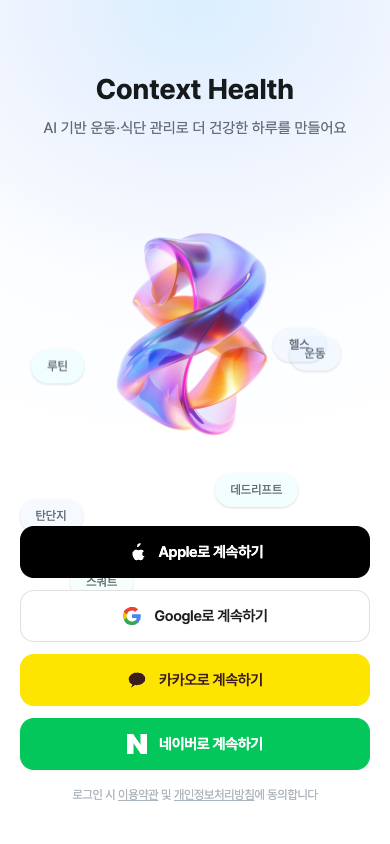 Context Health
AI 기반 운동·식단 관리로 더 건강한 하루를 만들어요
헬스
운동
루틴
데드리프트
탄단지
Apple로 계속하기
스쿼트
Google로 계속하기
카카오로 계속하기
네이버로 계속하기
로그인 시 이용약관 및 개인정보처리방침에 동의합니다